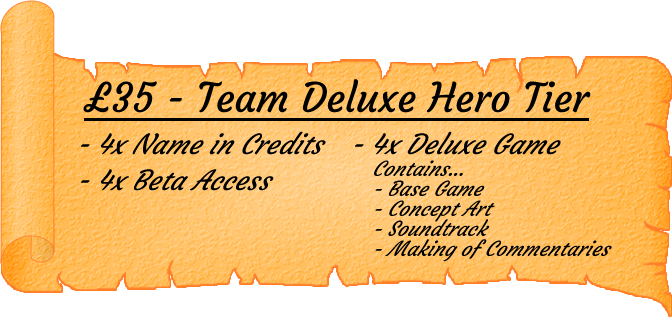 £35 - Team Deluxe Hero Tier
- 4x Name in Credits
- 4x Beta Access
- 4x Deluxe Game
Contains...
- Base Game
- Concept Art
- Soundtrack
- Making of Commentaries